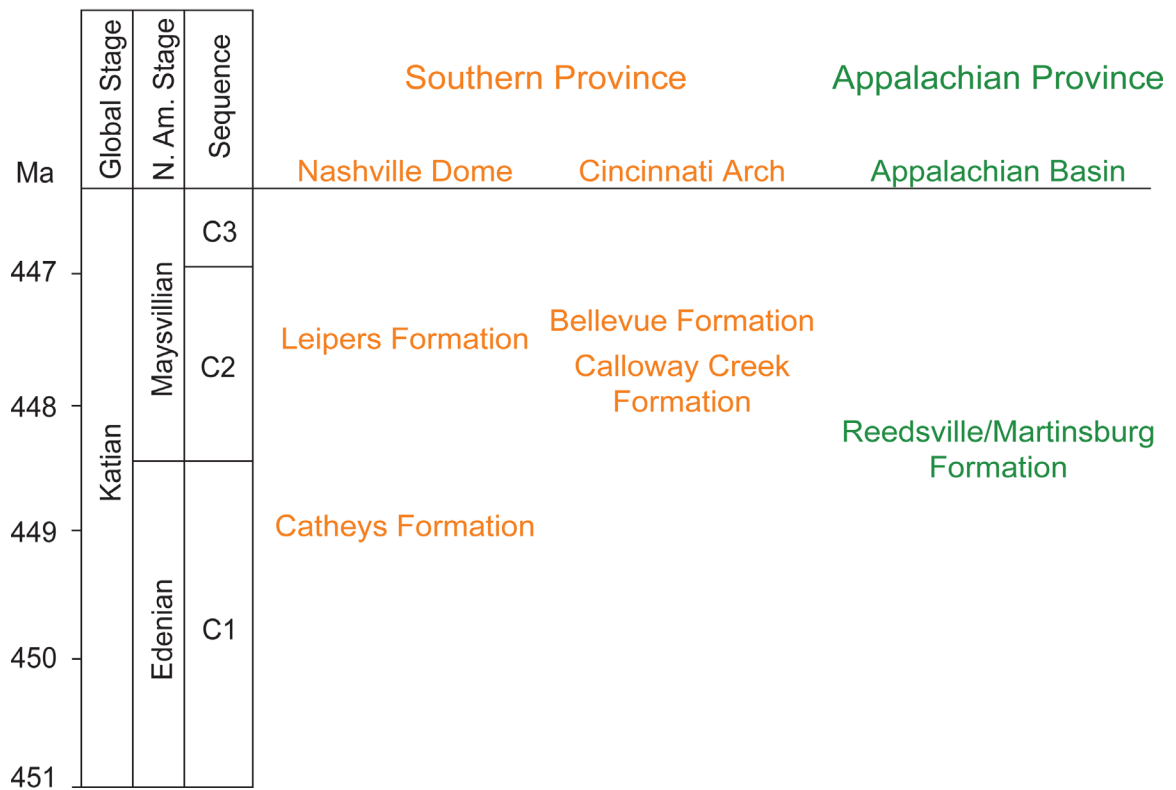 Global Stage
N. Am. Stage
Sequence
Southern Province
Appalachian Province
Ma
Nashville Dome
Cincinnati Arch
Appalachian Basin
C3
447
Maysvillian
Leipers Formation
Bellevue Formation
C2
Calloway Creek
Formation
448
Reedsville/Martinsburg
Formation
Katian
449
Catheys Formation
Edenian
C1
450
451